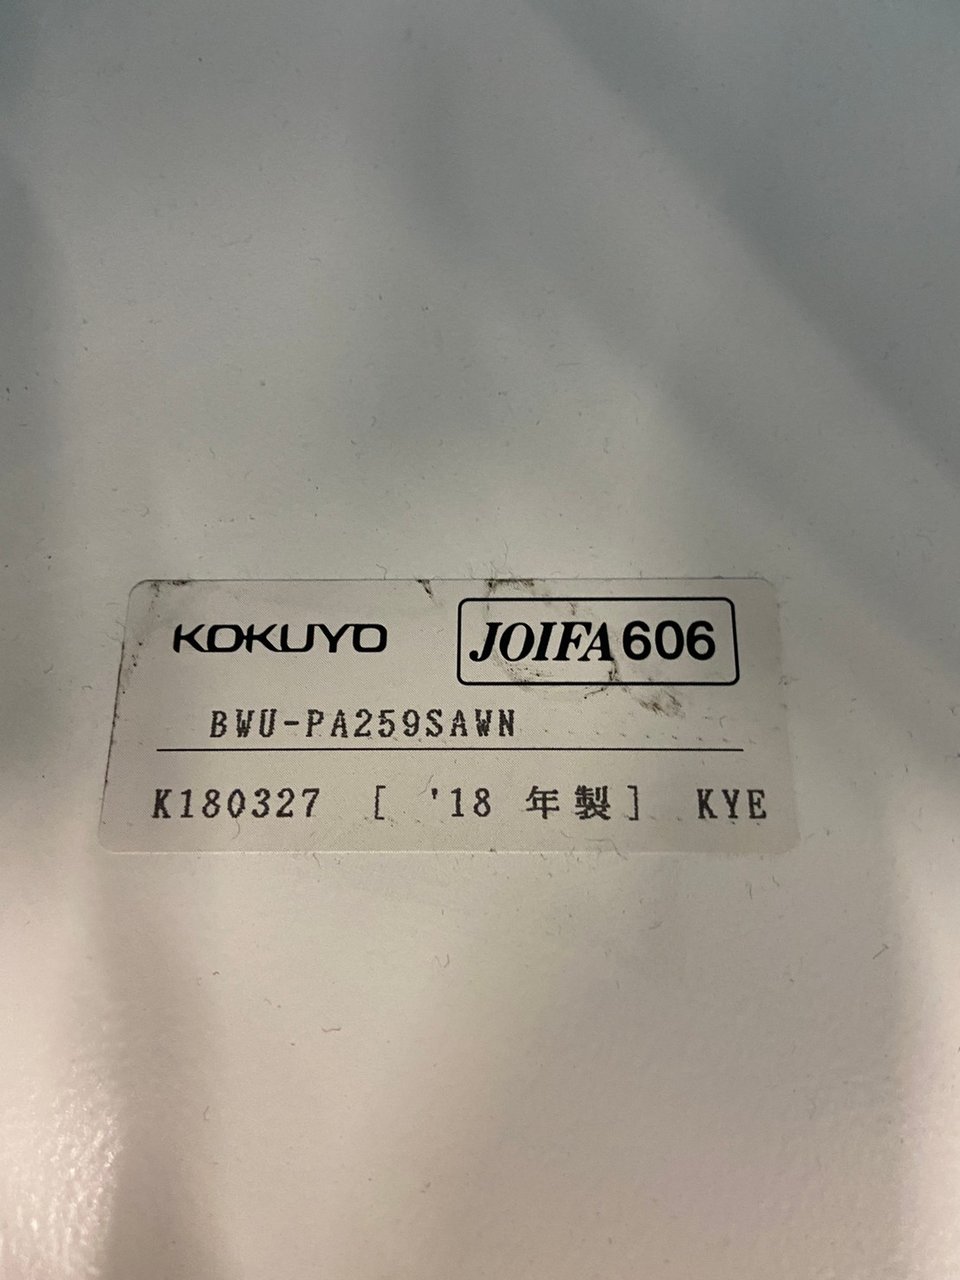 KOKUYO JOIFA606
BWU-PA259SAWN
K180327 [ '18 年製] KYE